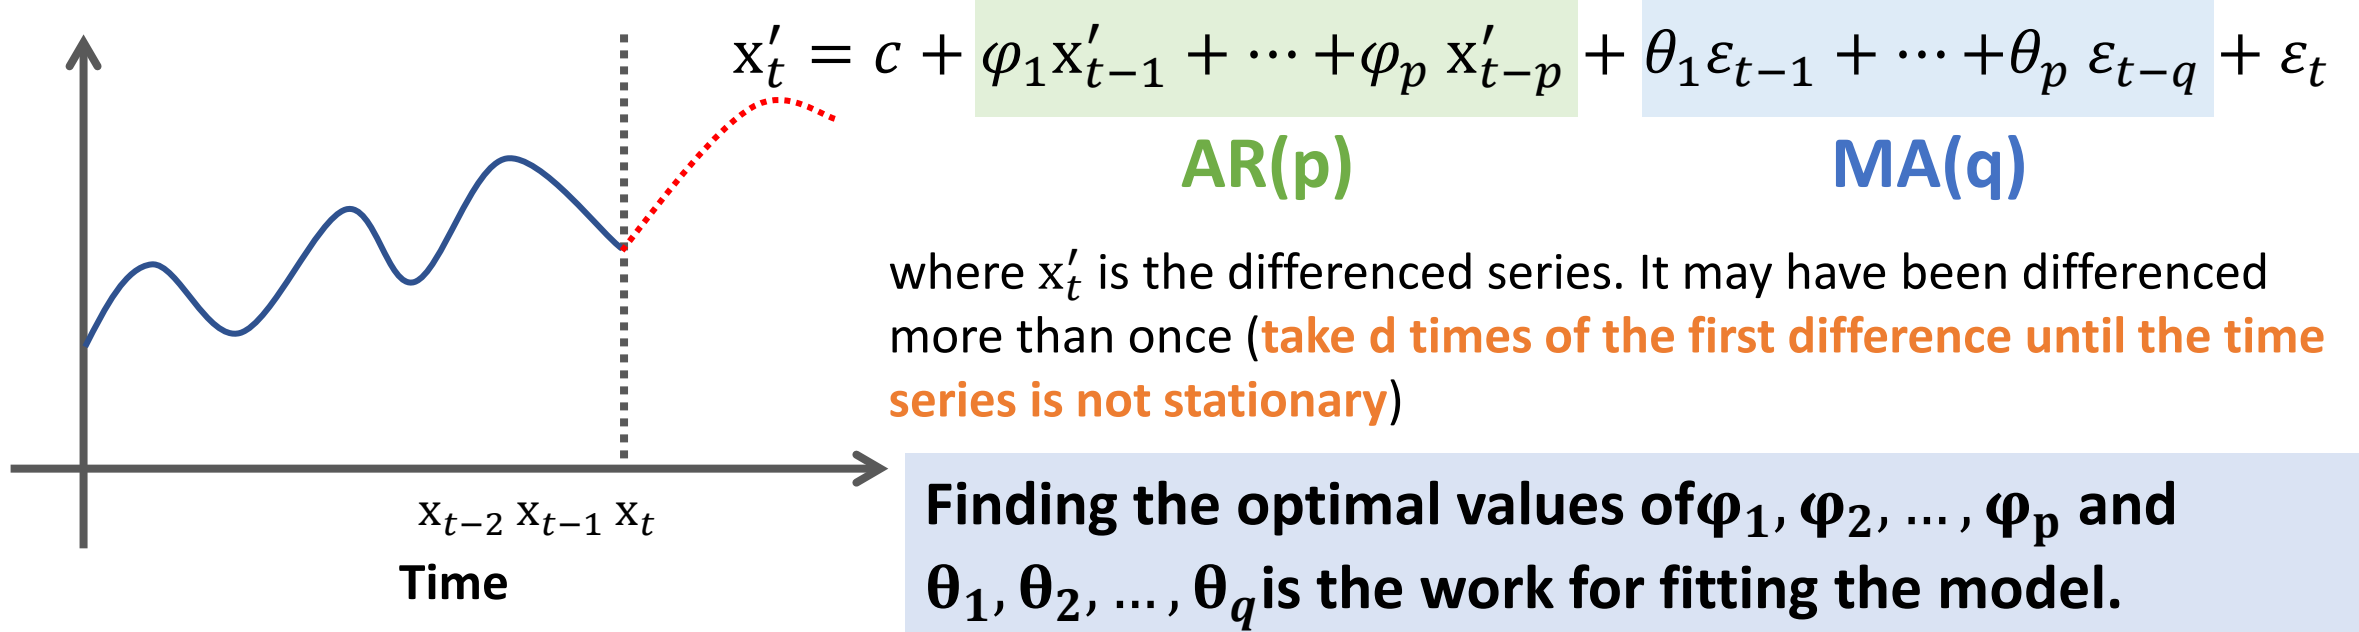 x′ₜ = c + φ₁x′ₜ₋₁ + ⋯ +φₚ x′ₜ₋ₚ + θ₁εₜ₋₁ + ⋯ +θₚ εₜ₋q + εₜ
AR(p) MA(q)
where x′ₜ is the differenced series. It may have been differenced
more than once (take d times of the first difference until the time
series is not stationary)
Finding the optimal values ofφ₁, φ₂, … , φₚ and
θ₁, θ₂, … , θq is the work for fitting the model.
xₜ₋₂ xₜ₋₁ xₜ
Time